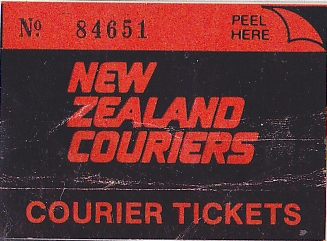 Nº 84651
PEEL
HERE
NEW
ZEALAND
COURIERS
COURIER TICKETS